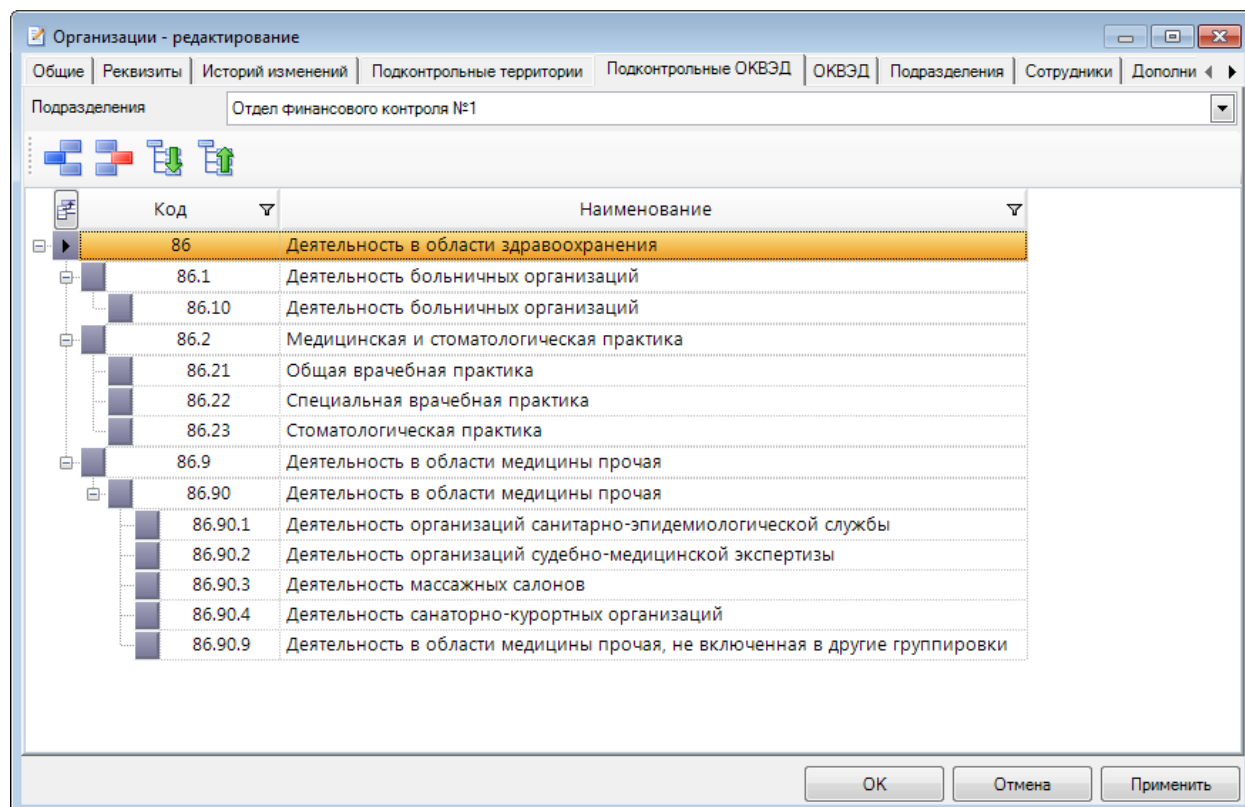 Организации - редактирование
Общие Реквизиты Историй изменений Подконтрольные территории Подконтрольные ОКВЭД ОКВЭД Подразделения Сотрудники Дополни
Подразделения Отдел финансового контроля №1
Код Наименование
86 Деятельность в области здравоохранения
86.1 Деятельность больничных организаций
86.10 Деятельность больничных организаций
86.2 Медицинская и стоматологическая практика
86.21 Общая врачебная практика
86.22 Специальная врачебная практика
86.23 Стоматологическая практика
86.9 Деятельность в области медицины прочая
86.90 Деятельность в области медицины прочая
86.90.1 Деятельность организаций санитарно-эпидемиологической службы
86.90.2 Деятельность организаций судебно-медицинской экспертизы
86.90.3 Деятельность массажных салонов
86.90.4 Деятельность санаторно-курортных организаций
86.90.9 Деятельность в области медицины прочая, не включенная в другие группировки
OK Отмена Применить